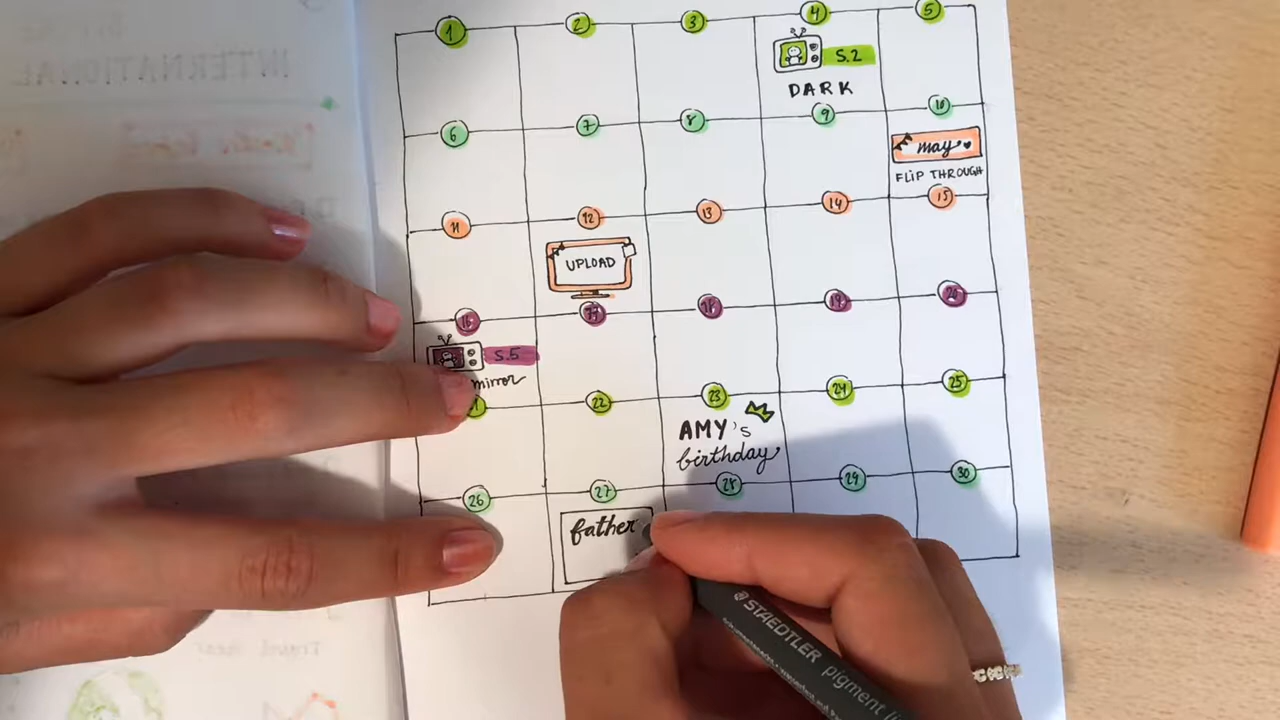 1 2 3 4 5
S.2
DARK
6 7 8 9 10
may
FLIP THROUGH
11 12 13 14 15
UPLOAD
16 17 18 19 20
S.5
mirror
22 23 24 25
AMY's
birthday
26 27 28 29 30
father
STAEDTLER
pigment
INTERNATIONAL